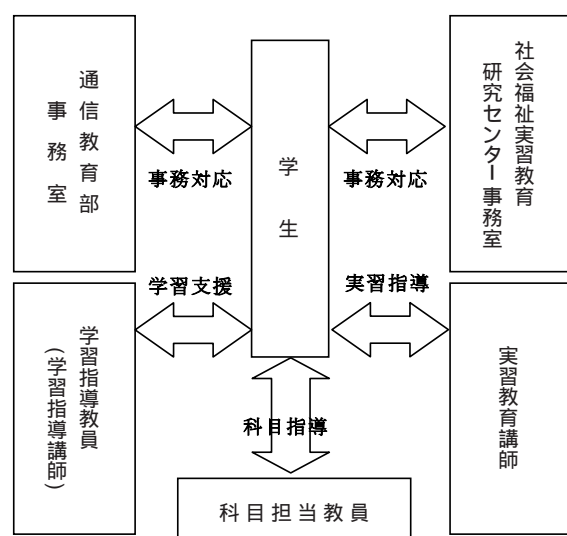 通信教育部
事務室
学生
社会福祉実習教育
研究センター事務室
事務対応
事務対応
学習支援
実習指導
学習指導教員
(学習指導講師)
実習教育講師
科目指導
科目担当教員